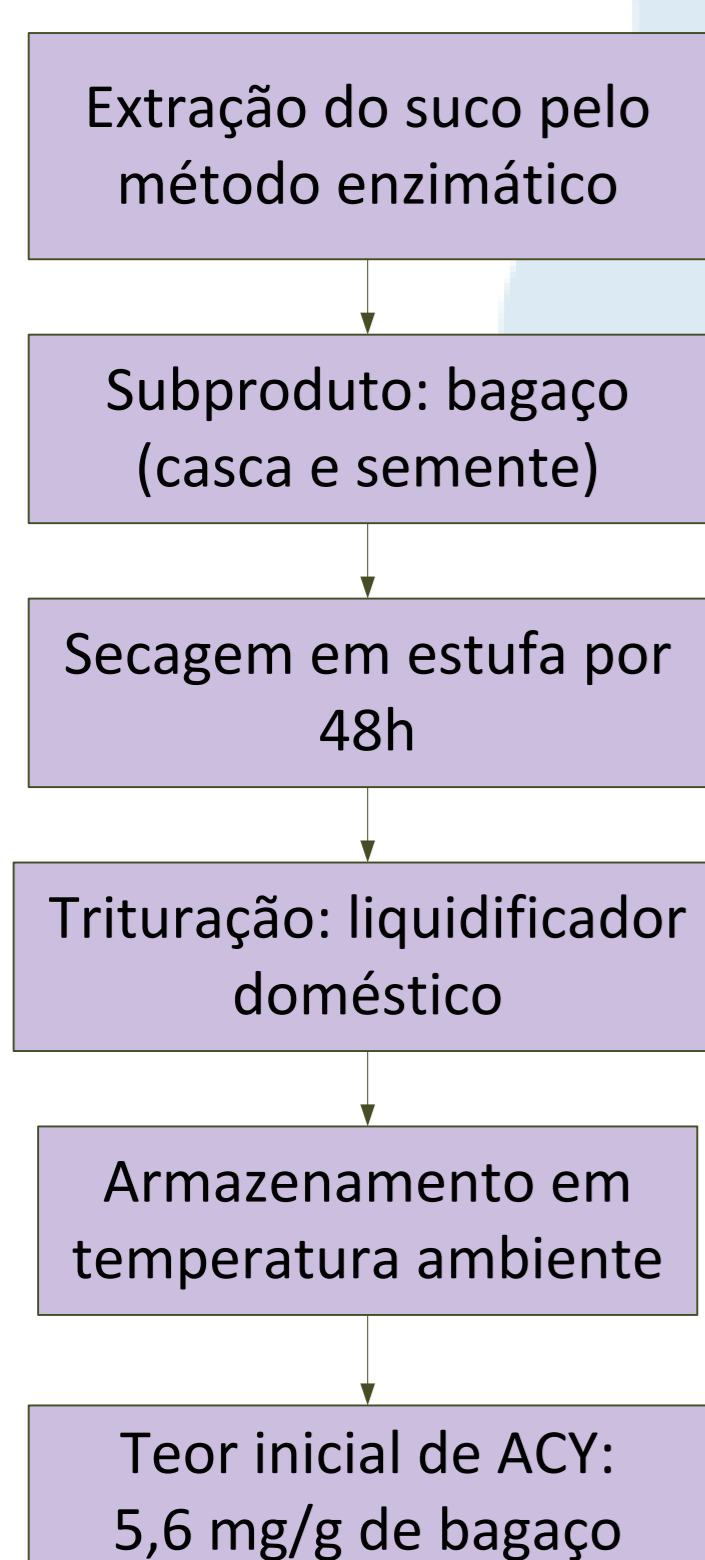 Extração do suco pelo
método enzimático
Subproduto: bagaço
(casca e semente)
Secagem em estufa por
48h
Trituração: liquidificador
doméstico
Armazenamento em
temperatura ambiente
Teor inicial de ACY:
5,6 mg/g de bagaço